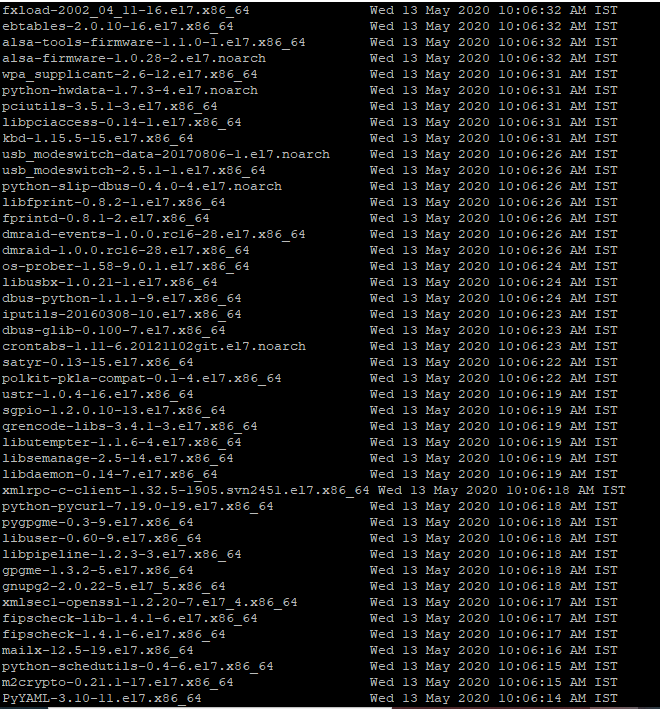 fxload-2002_04_11-16.el7.x86_64 Wed 13 May 2020 10:06:32 AM IST
ebtables-2.0.10-16.el7.x86_64 Wed 13 May 2020 10:06:32 AM IST
alsa-tools-firmware-1.1.0-1.el7.x86_64 Wed 13 May 2020 10:06:32 AM IST
alsa-firmware-1.0.28-2.el7.noarch Wed 13 May 2020 10:06:32 AM IST
wpa_supplicant-2.6-12.el7.x86_64 Wed 13 May 2020 10:06:31 AM IST
python-hwdata-1.7.3-4.el7.noarch Wed 13 May 2020 10:06:31 AM IST
pciutils-3.5.1-3.el7.x86_64 Wed 13 May 2020 10:06:31 AM IST
libpciaccess-0.14-1.el7.x86_64 Wed 13 May 2020 10:06:31 AM IST
kbd-1.15.5-15.el7.x86_64 Wed 13 May 2020 10:06:31 AM IST
usb_modeswitch-data-20170806-1.el7.noarch Wed 13 May 2020 10:06:26 AM IST
usb_modeswitch-2.5.1-1.el7.x86_64 Wed 13 May 2020 10:06:26 AM IST
python-slip-dbus-0.4.0-4.el7.noarch Wed 13 May 2020 10:06:26 AM IST
libfprint-0.8.2-1.el7.x86_64 Wed 13 May 2020 10:06:26 AM IST
fprintd-0.8.1-2.el7.x86_64 Wed 13 May 2020 10:06:26 AM IST
dmraid-events-1.0.0.rc16-28.el7.x86_64 Wed 13 May 2020 10:06:26 AM IST
dmraid-1.0.0.rc16-28.el7.x86_64 Wed 13 May 2020 10:06:26 AM IST
os-prober-1.58-9.0.1.el7.x86_64 Wed 13 May 2020 10:06:24 AM IST
libusbx-1.0.21-1.el7.x86_64 Wed 13 May 2020 10:06:24 AM IST
dbus-python-1.1.1-9.el7.x86_64 Wed 13 May 2020 10:06:24 AM IST
iputils-20160308-10.el7.x86_64 Wed 13 May 2020 10:06:23 AM IST
dbus-glib-0.100-7.el7.x86_64 Wed 13 May 2020 10:06:23 AM IST
crontabs-1.11-6.20121102git.el7.noarch Wed 13 May 2020 10:06:23 AM IST
satyr-0.13-15.el7.x86_64 Wed 13 May 2020 10:06:22 AM IST
polkit-pkla-compat-0.1-4.el7.x86_64 Wed 13 May 2020 10:06:22 AM IST
ustr-1.0.4-16.el7.x86_64 Wed 13 May 2020 10:06:19 AM IST
sgpio-1.2.0.10-13.el7.x86_64 Wed 13 May 2020 10:06:19 AM IST
qrencode-libs-3.4.1-3.el7.x86_64 Wed 13 May 2020 10:06:19 AM IST
libutempter-1.1.6-4.el7.x86_64 Wed 13 May 2020 10:06:19 AM IST
libsemanage-2.5-14.el7.x86_64 Wed 13 May 2020 10:06:19 AM IST
libdaemon-0.14-7.el7.x86_64 Wed 13 May 2020 10:06:19 AM IST
xmlrpc-c-client-1.32.5-1905.svn2451.el7.x86_64 Wed 13 May 2020 10:06:18 AM IST
python-pycurl-7.19.0-19.el7.x86_64 Wed 13 May 2020 10:06:18 AM IST
pygpgme-0.3-9.el7.x86_64 Wed 13 May 2020 10:06:18 AM IST
libuser-0.60-9.el7.x86_64 Wed 13 May 2020 10:06:18 AM IST
libpipeline-1.2.3-3.el7.x86_64 Wed 13 May 2020 10:06:18 AM IST
gpgme-1.3.2-5.el7.x86_64 Wed 13 May 2020 10:06:18 AM IST
gnupg2-2.0.22-5.el7_5.x86_64 Wed 13 May 2020 10:06:18 AM IST
xmlsec1-openssl-1.2.20-7.el7_4.x86_64 Wed 13 May 2020 10:06:17 AM IST
fipscheck-lib-1.4.1-6.el7.x86_64 Wed 13 May 2020 10:06:17 AM IST
fipscheck-1.4.1-6.el7.x86_64 Wed 13 May 2020 10:06:17 AM IST
mailx-12.5-19.el7.x86_64 Wed 13 May 2020 10:06:16 AM IST
python-schedutils-0.4-6.el7.x86_64 Wed 13 May 2020 10:06:15 AM IST
m2crypto-0.21.1-17.el7.x86_64 Wed 13 May 2020 10:06:15 AM IST
PyYAML-3.10-11.el7.x86_64 Wed 13 May 2020 10:06:14 AM IST